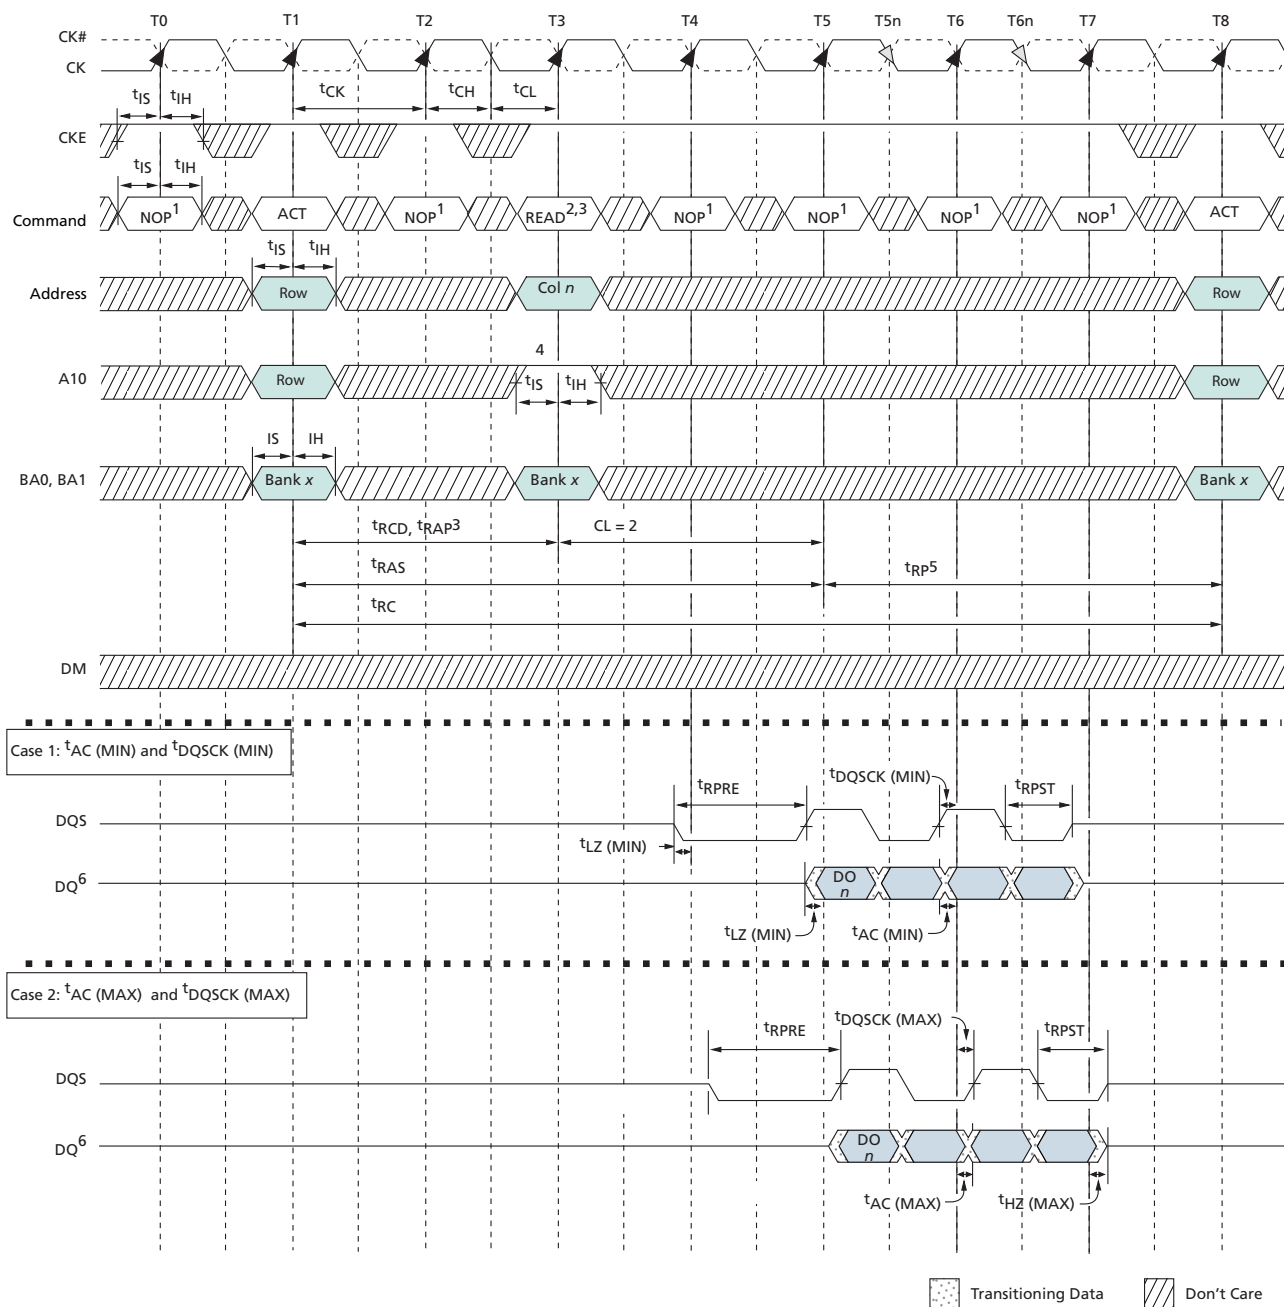 T0 T1 T2 T3 T4 T5 T5n T6 T6n T7 T8
CK#
CK
tCK tCH tCL
tIS tIH
CKE
tIS tIH
Command NOP1 ACT NOP1 READ2,3 NOP1 NOP1 NOP1 NOP1 ACT
tIS tIH
Address Row Col n Row
4
A10 Row tIS tIH Row
IS IH
BA0, BA1 Bank x Bank x Bank x
tRCD, tRAP3 CL = 2
tRAS tRP5
tRC
DM
Case 1: tAC (MIN) and tDQSCK (MIN)
tRPRE tDQSCK (MIN) tRPST
DQS
tLZ (MIN)
DQ6 DO n
tLZ (MIN) tAC (MIN)
Case 2: tAC (MAX) and tDQSCK (MAX)
tRPRE tDQSCK (MAX) tRPST
DQS
DQ6 DO n
tAC (MAX) tHZ (MAX)
Transitioning Data Don't Care